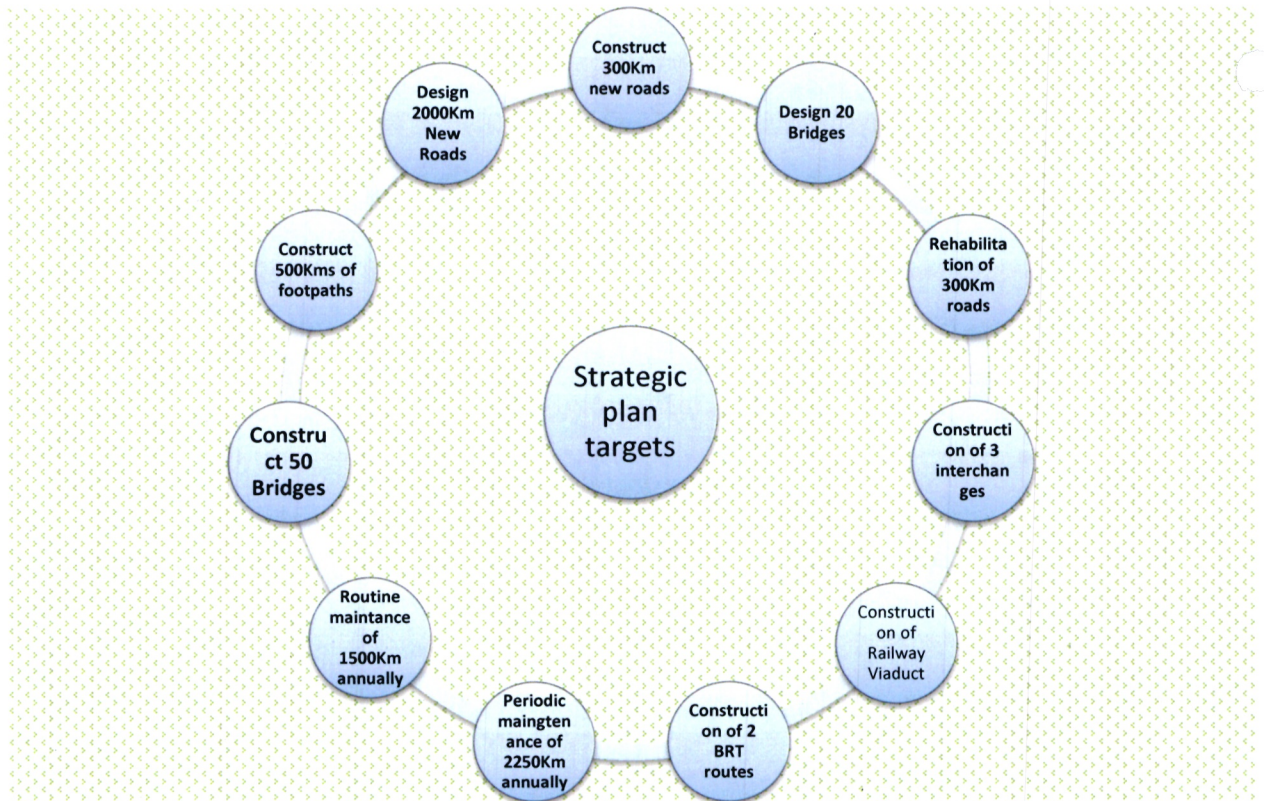 Construct
300Km
new roads
Design 20
Bridges
Rehabilita
tion of
300Km
roads
Constructi
on of 3
interchan
ges
Constructi
on of
Railway
Viaduct
Constructi
on of 2
BRT
routes
Periodic
maingten
ance of
2250Km
annually
Routine
maintance
of
1500Km
annually
Constru
ct 50
Bridges
Construct
500Kms of
footpaths
Design
2000Km
New
Roads
Strategic
plan
targets